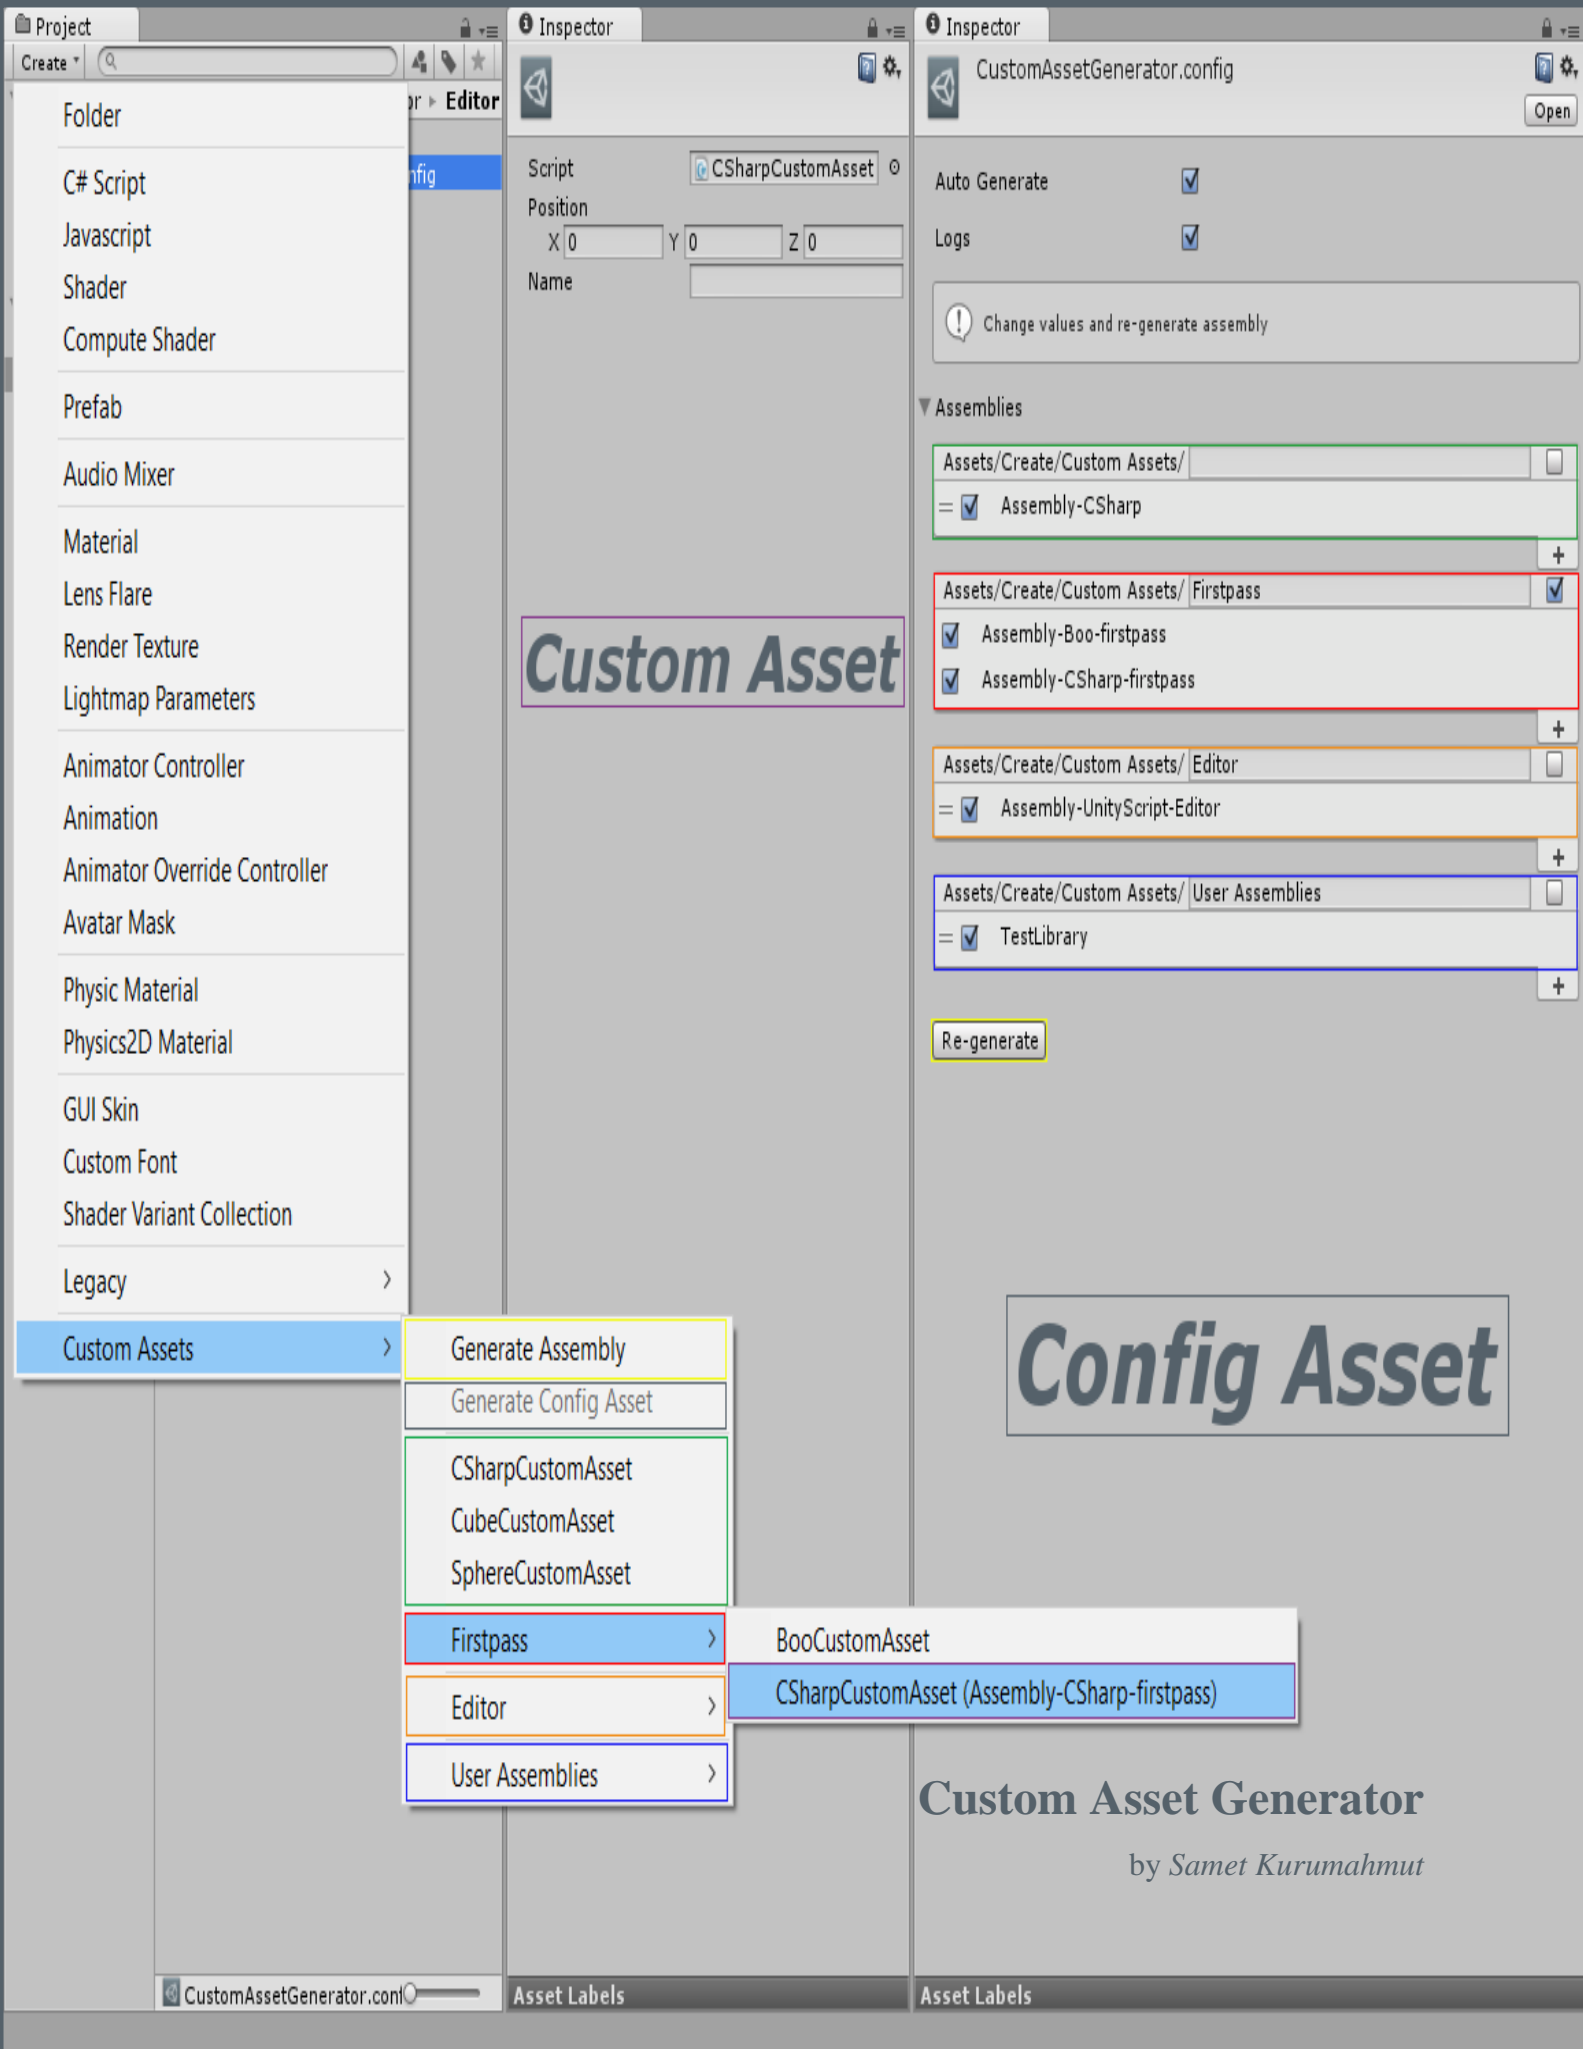 Project
Create
Folder
C# Script
Javascript
Shader
Compute Shader
Prefab
Audio Mixer
Material
Lens Flare
Render Texture
Lightmap Parameters
Animator Controller
Animation
Animator Override Controller
Avatar Mask
Physic Material
Physics2D Material
GUI Skin
Custom Font
Shader Variant Collection
Legacy
Custom Assets
Editor
nfig
Generate Assembly
Generate Config Asset
CSharpCustomAsset
CubeCustomAsset
SphereCustomAsset
Firstpass
Editor
User Assemblies
BooCustomAsset
CSharpCustomAsset (Assembly-CSharp-firstpass)
CustomAssetGenerator.conf
Inspector
Script CSharpCustomAsset
Position
X 0 Y 0 Z 0
Name
Custom Asset
Asset Labels
Inspector
CustomAssetGenerator.config
Open
Auto Generate
Logs
Change values and re-generate assembly
Assemblies
Assets/Create/Custom Assets/
Assembly-CSharp
+
Assets/Create/Custom Assets/ Firstpass
Assembly-Boo-firstpass
Assembly-CSharp-firstpass
+
Assets/Create/Custom Assets/ Editor
Assembly-UnityScript-Editor
+
Assets/Create/Custom Assets/ User Assemblies
TestLibrary
+
Re-generate
Config Asset
Custom Asset Generator
by Samet Kurumahmut
Asset Labels